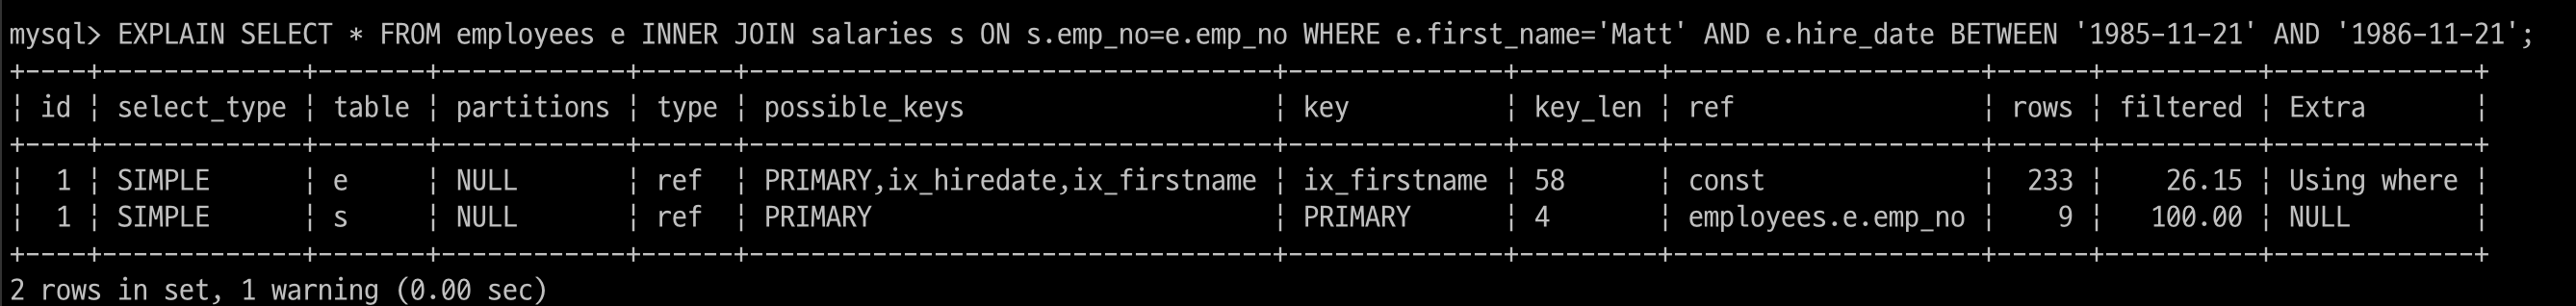 mysql> EXPLAIN SELECT * FROM employees e INNER JOIN salaries s ON s.emp_no=e.emp_no WHERE e.first_name='Matt' AND e.hire_date BETWEEN '1985-11-21' AND '1986-11-21';
+----+-------------+-------+------------+------+-------------------------------+--------------+---------+--------------------+------+----------+-------------+
| id | select_type | table | partitions | type | possible_keys                 | key          | key_len | ref                | rows | filtered | Extra       |
+----+-------------+-------+------------+------+-------------------------------+--------------+---------+--------------------+------+----------+-------------+
|  1 | SIMPLE      | e     | NULL       | ref  | PRIMARY,ix_hiredate,ix_firstname | ix_firstname | 58      | const              |  233 |    26.15 | Using where |
|  1 | SIMPLE      | s     | NULL       | ref  | PRIMARY                       | PRIMARY      | 4       | employees.e.emp_no |    9 |   100.00 | NULL        |
+----+-------------+-------+------------+------+-------------------------------+--------------+---------+--------------------+------+----------+-------------+
2 rows in set, 1 warning (0.00 sec)